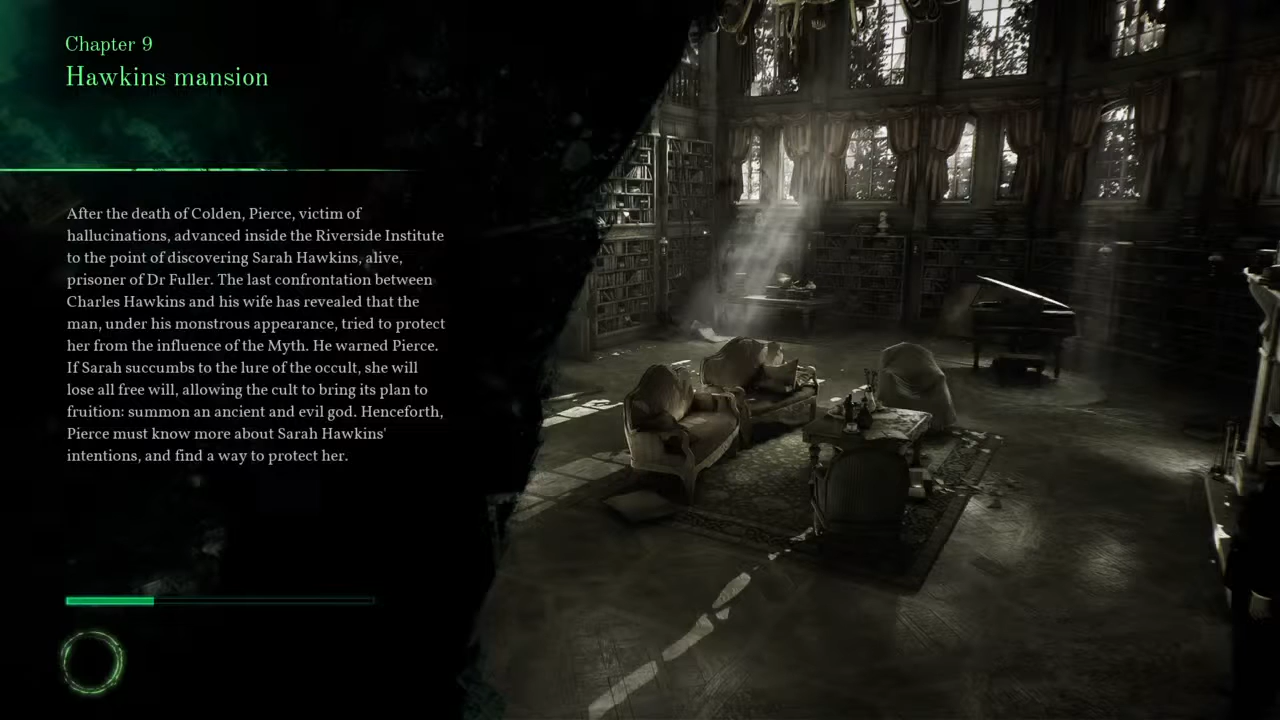 Chapter 9
Hawkins mansion
After the death of Colden, Pierce, victim of
hallucinations, advanced inside the Riverside Institute
to the point of discovering Sarah Hawkins, alive,
prisoner of Dr Fuller. The last confrontation between
Charles Hawkins and his wife has revealed that the
man, under his monstrous appearance, tried to protect
her from the influence of the Myth. He warned Pierce.
If Sarah succumbs to the lure of the occult, she will
lose all free will, allowing the cult to bring its plan to
fruition: summon an ancient and evil god. Henceforth,
Pierce must know more about Sarah Hawkins'
intentions, and find a way to protect her.